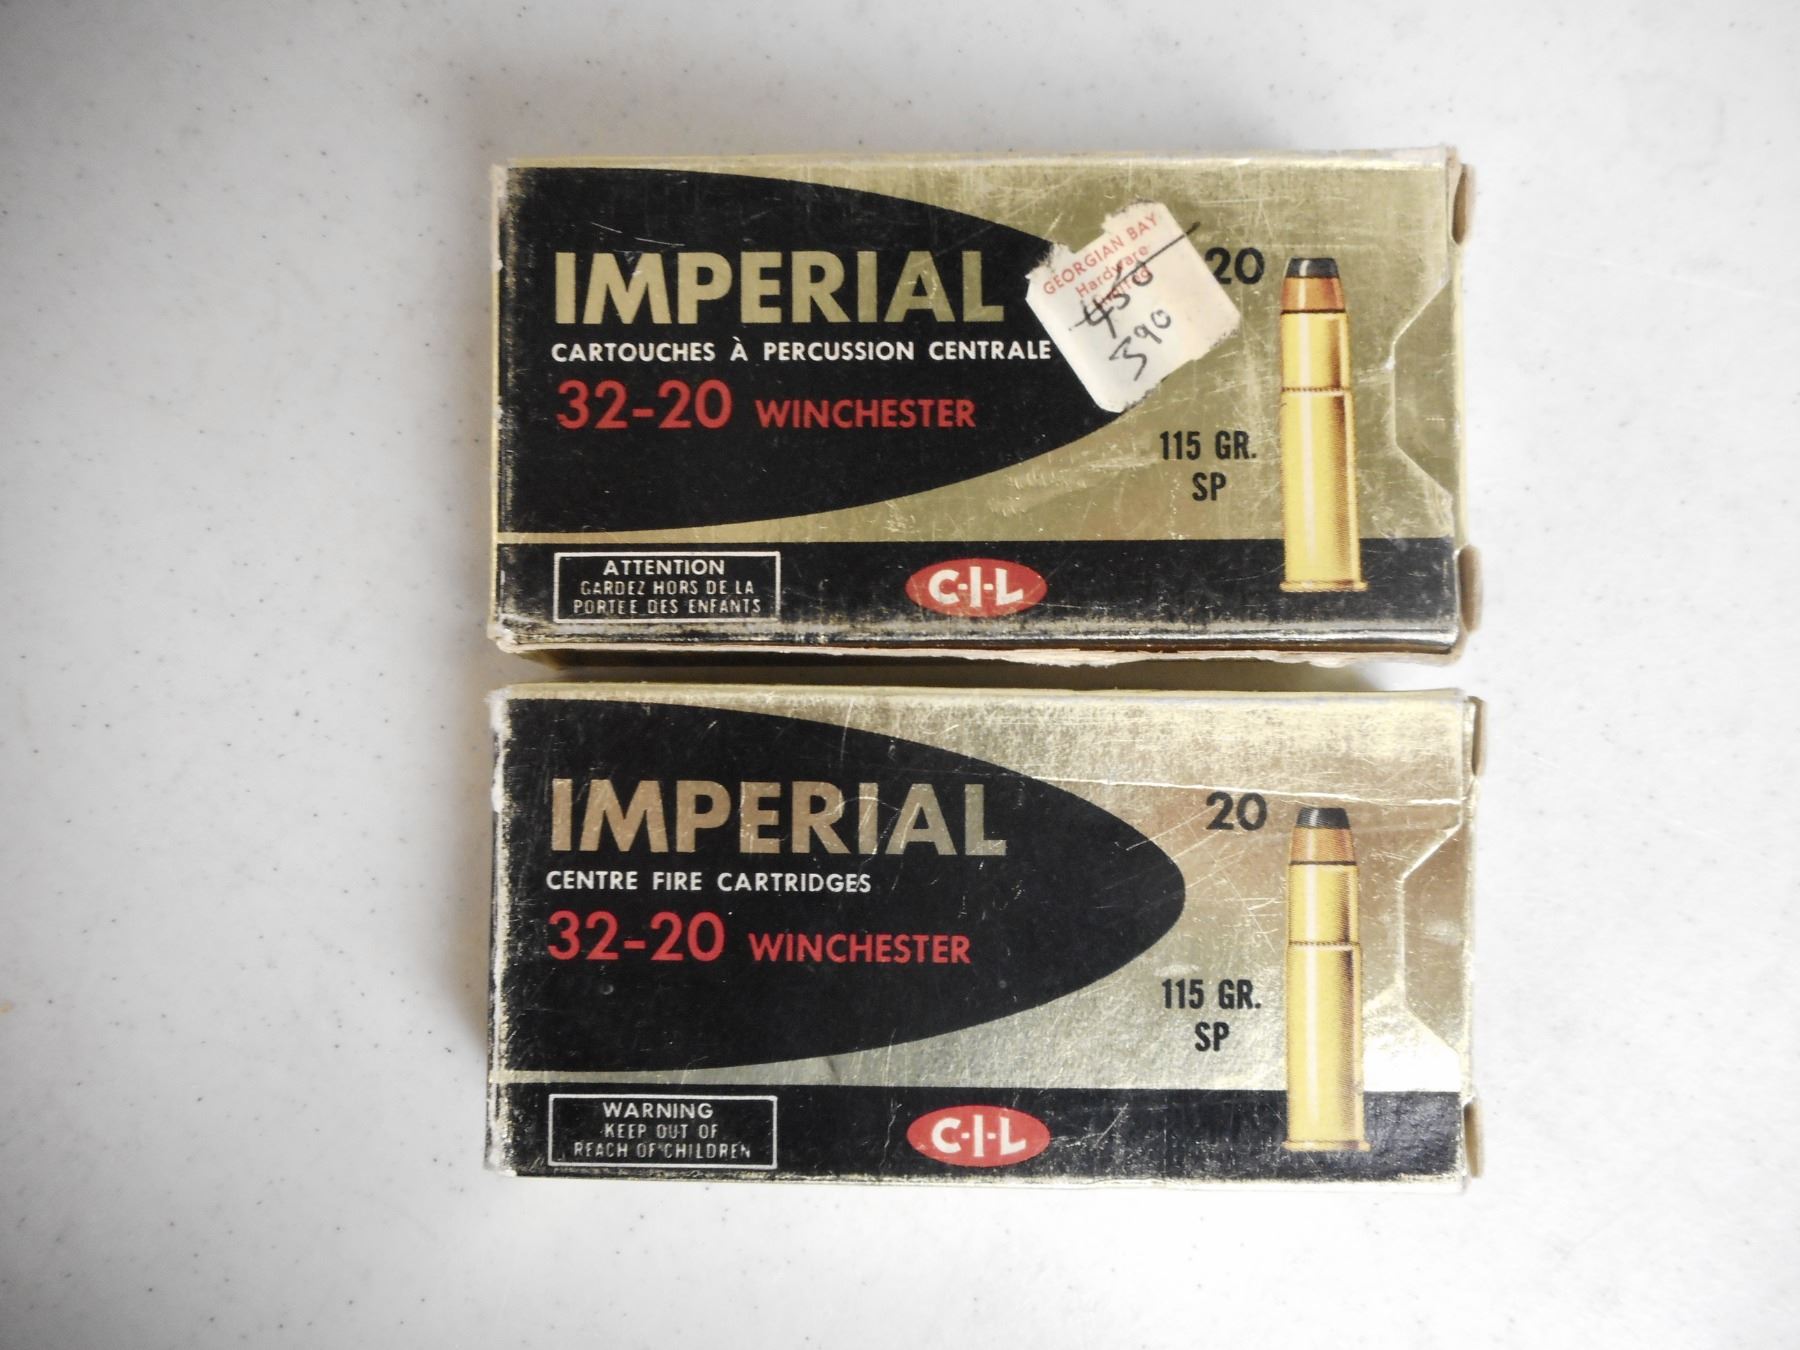 IMPERIAL
CARTOUCHES À PERCUSSION CENTRALE
32-20 WINCHESTER
GEORGIAN BAY
Hardware
Limited
450
390
20
115 GR.
SP
ATTENTION
GARDEZ HORS DE LA
PORTEE DES ENFANTS
C-I-L
IMPERIAL
CENTRE FIRE CARTRIDGES
32-20 WINCHESTER
20
115 GR.
SP
WARNING
KEEP OUT OF
REACH OF CHILDREN
C-I-L